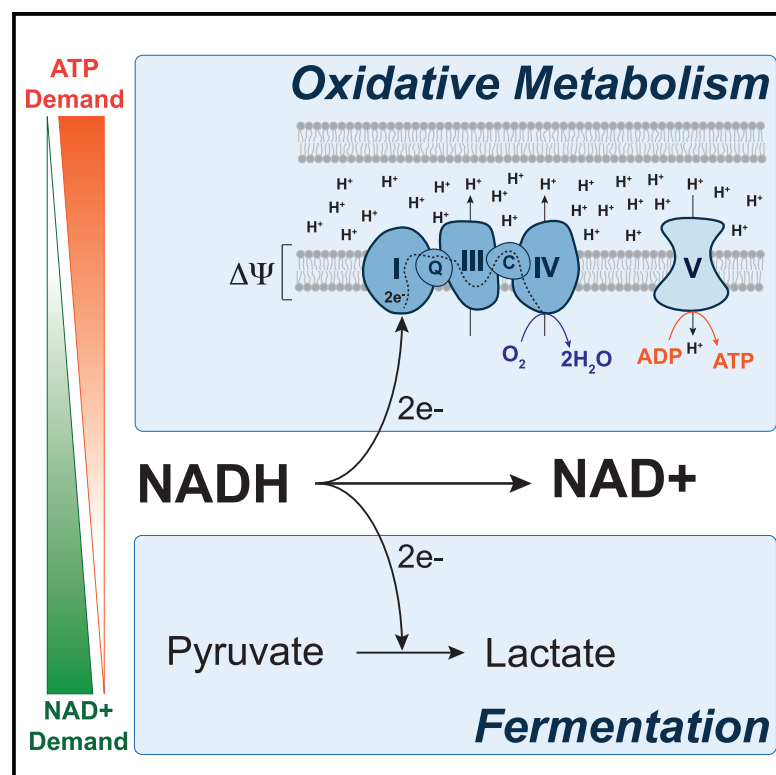 ATP
Demand
Oxidative Metabolism
H⁺ H⁺ H⁺ H⁺ H⁺ H⁺ H⁺ H⁺ H⁺ H⁺
H⁺ H⁺ H⁺ H⁺ H⁺ H⁺ H⁺ H⁺
H⁺ H⁺ H⁺ H⁺ H⁺ H⁺ H⁺
ΔΨ
I Q III C IV V
2e⁻
O₂ 2H₂O ADP H⁺ ATP
2e-
NADH NAD+
2e-
Pyruvate Lactate
NAD+
Demand
Fermentation